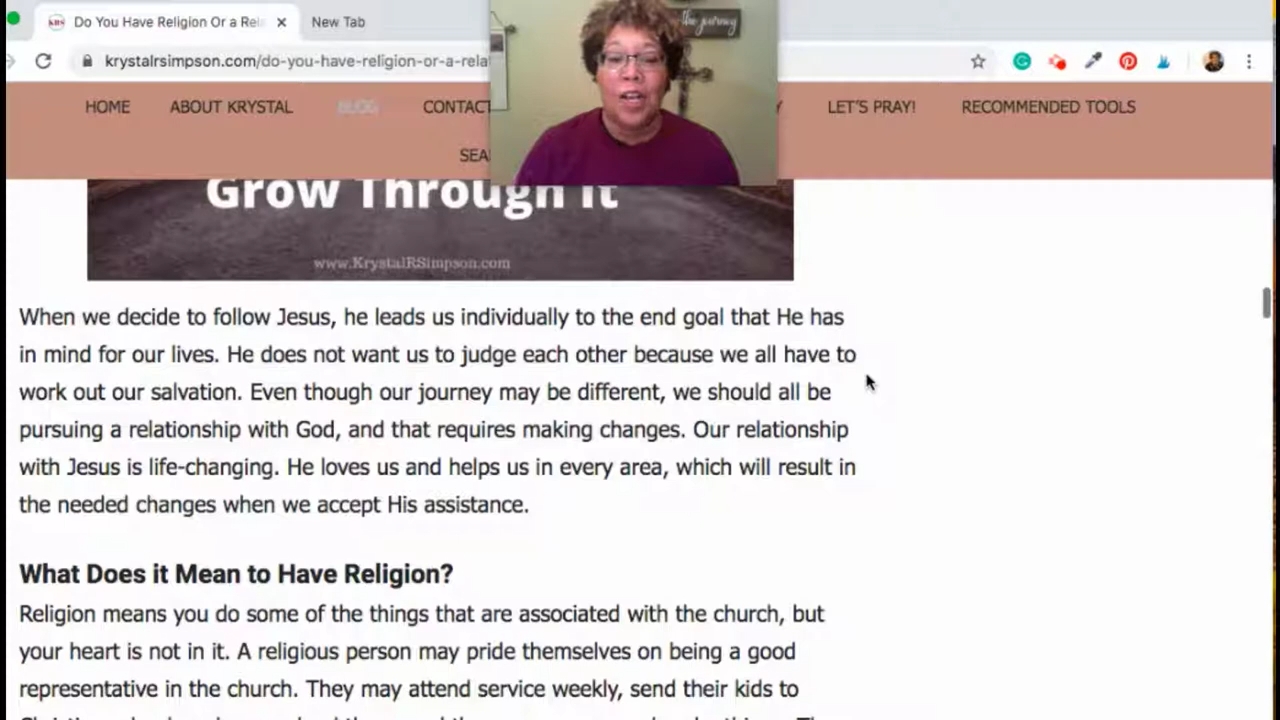 Do You Have Religion Or a Rel
New Tab
krystalrsimpson.com/do-you-have-religion-or-a-rela
the journey
HOME ABOUT KRYSTAL BLOG CONTACT Y LET'S PRAY! RECOMMENDED TOOLS
SEA
Grow Through It
www.KrystalRSimpson.com
When we decide to follow Jesus, he leads us individually to the end goal that He has
in mind for our lives. He does not want us to judge each other because we all have to
work out our salvation. Even though our journey may be different, we should all be
pursuing a relationship with God, and that requires making changes. Our relationship
with Jesus is life-changing. He loves us and helps us in every area, which will result in
the needed changes when we accept His assistance.
What Does it Mean to Have Religion?
Religion means you do some of the things that are associated with the church, but
your heart is not in it. A religious person may pride themselves on being a good
representative in the church. They may attend service weekly, send their kids to